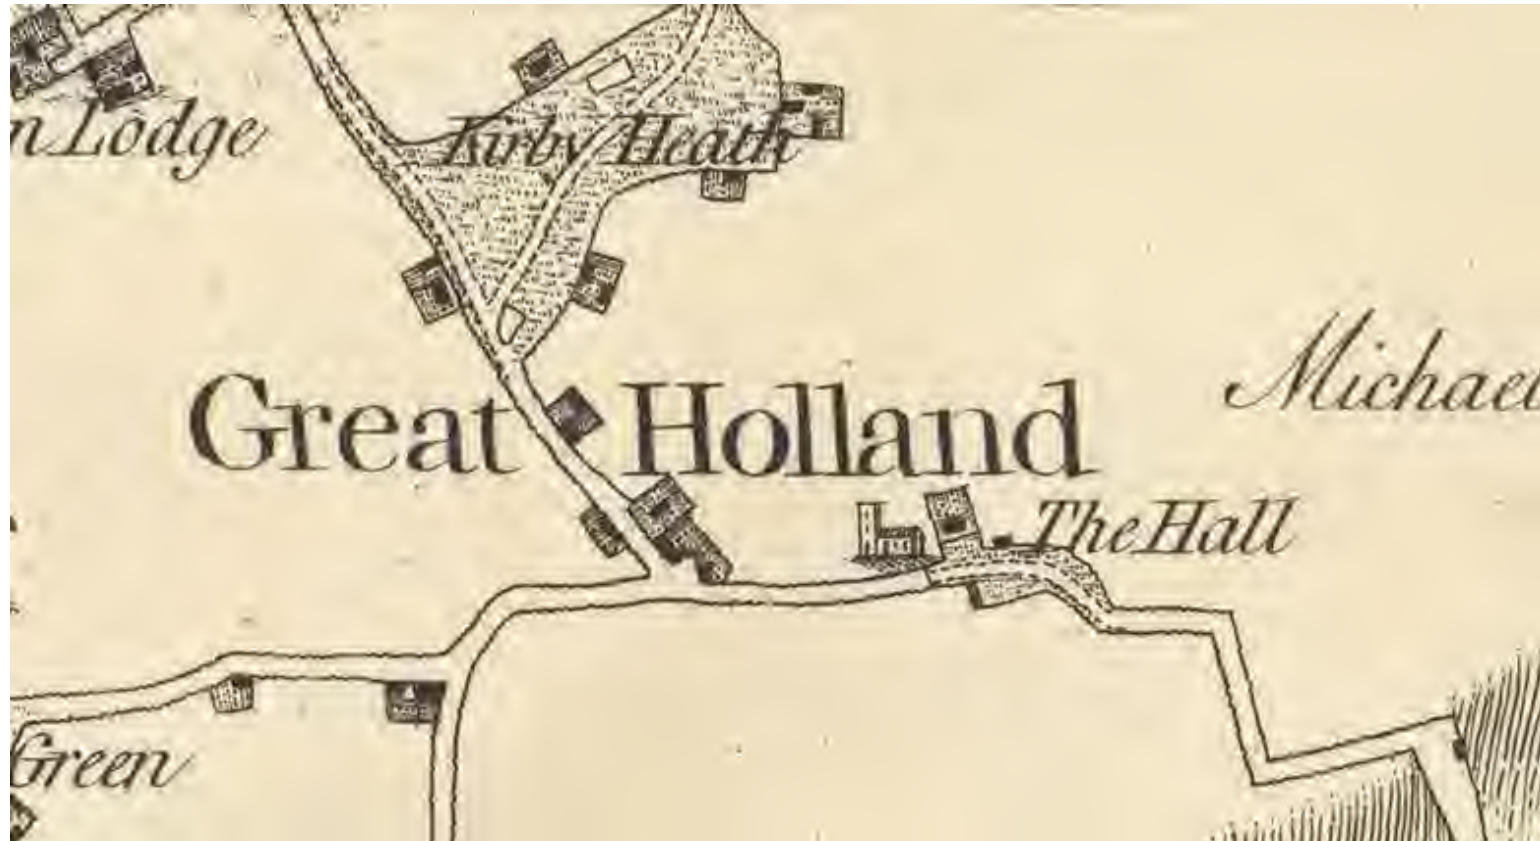 n Lodge
Kirby Heath
Great Holland
Michael
The Hall
Green